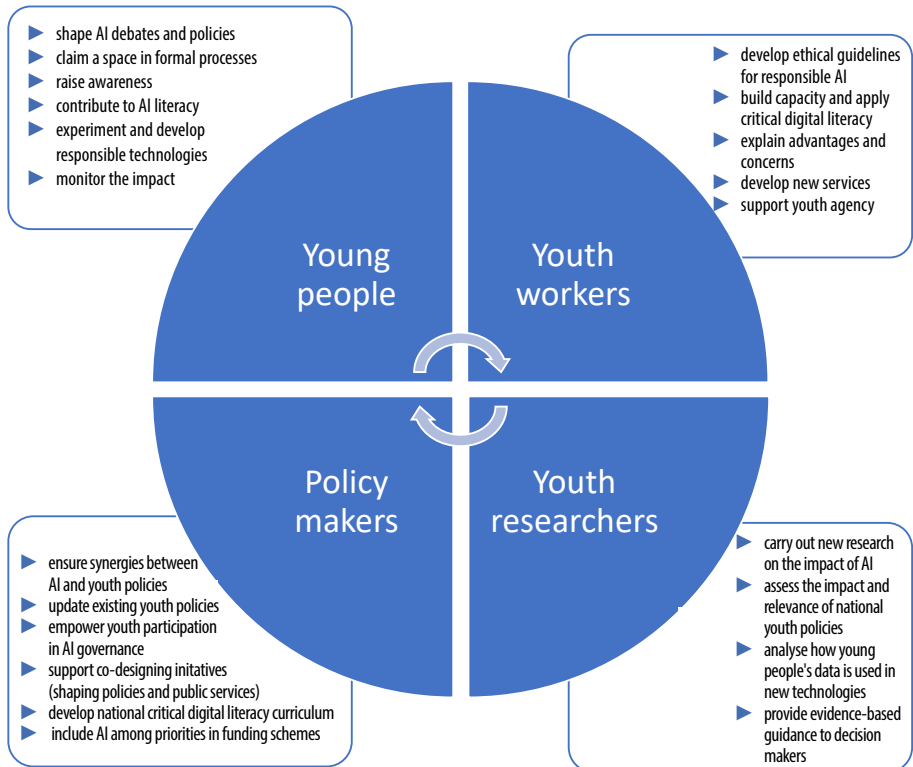 ▶ shape AI debates and policies
▶ claim a space in formal processes
▶ raise awareness
▶ contribute to AI literacy
▶ experiment and develop
responsible technologies
▶ monitor the impact
▶ develop ethical guidelines
for responsible AI
▶ build capacity and apply
critical digital literacy
▶ explain advantages and
concerns
▶ develop new services
▶ support youth agency
Young
people
Youth
workers
Policy
makers
Youth
researchers
▶ ensure synergies between
AI and youth policies
▶ update existing youth policies
▶ empower youth participation
in AI governance
▶ support co-designing initatives
(shaping policies and public services)
▶ develop national critical digital literacy curriculum
▶ include AI among priorities in funding schemes
▶ carry out new research
on the impact of AI
▶ assess the impact and
relevance of national
youth policies
▶ analyse how young
people's data is used in
new technologies
▶ provide evidence-based
guidance to decision
makers